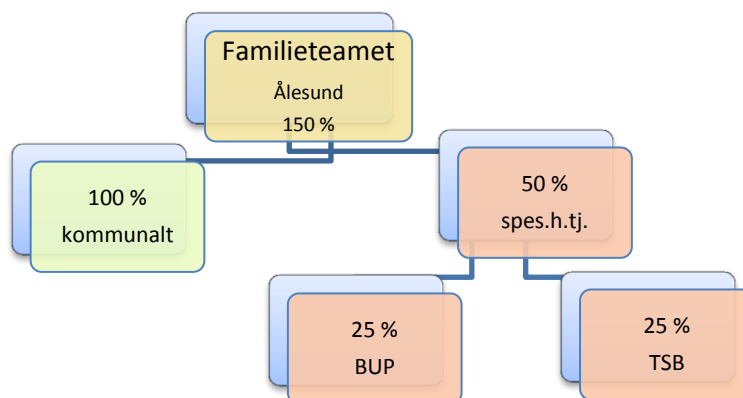 Familieteamet
Ålesund
150 %
100 %
kommunalt
50 %
spes.h.tj.
25 %
BUP
25 %
TSB